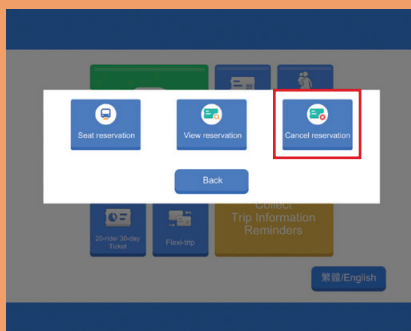 Seat reservation
View reservation
Cancel reservation
Back
Collect
Trip Information
Reminders
20-rider 30-day
Ticket
Flexi-trip
繁體/English